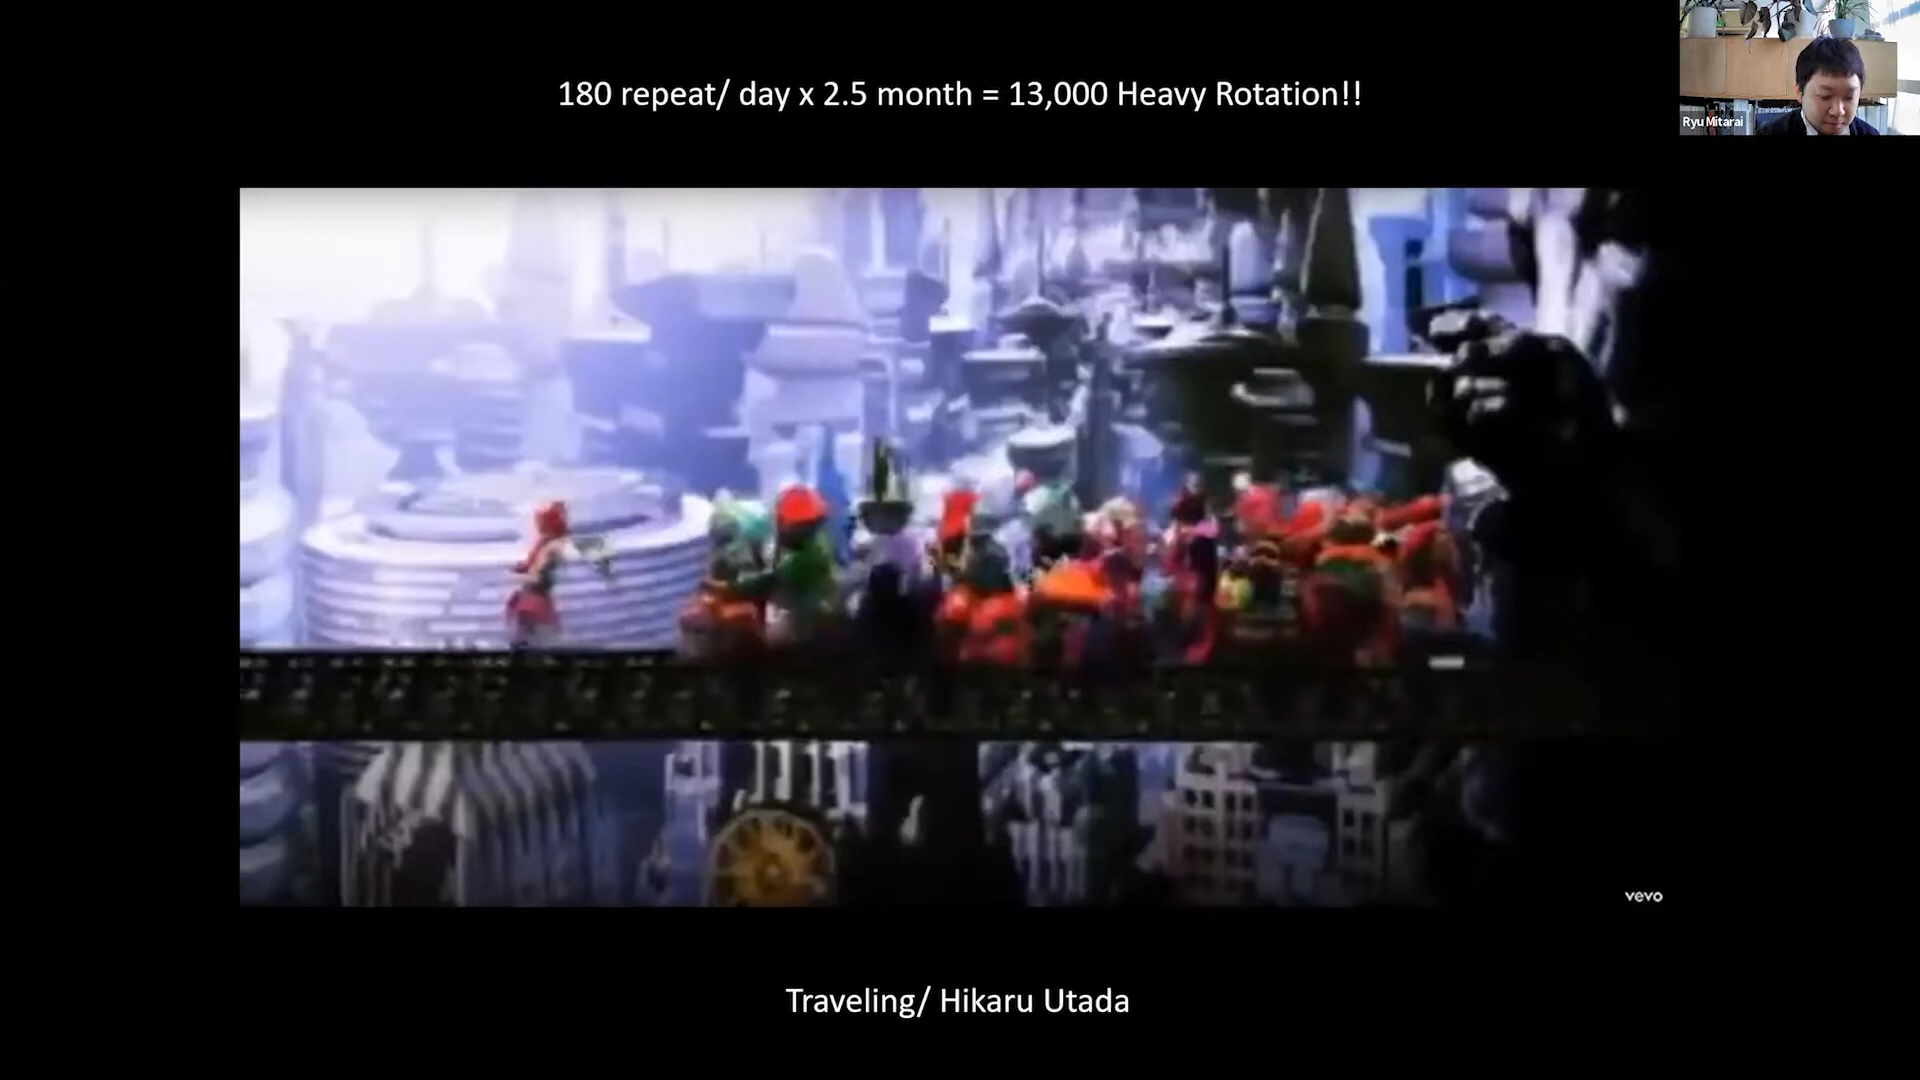 180 repeat/ day x 2.5 month = 13,000 Heavy Rotation!!
Ryu Mitarai
vevo
Traveling/ Hikaru Utada